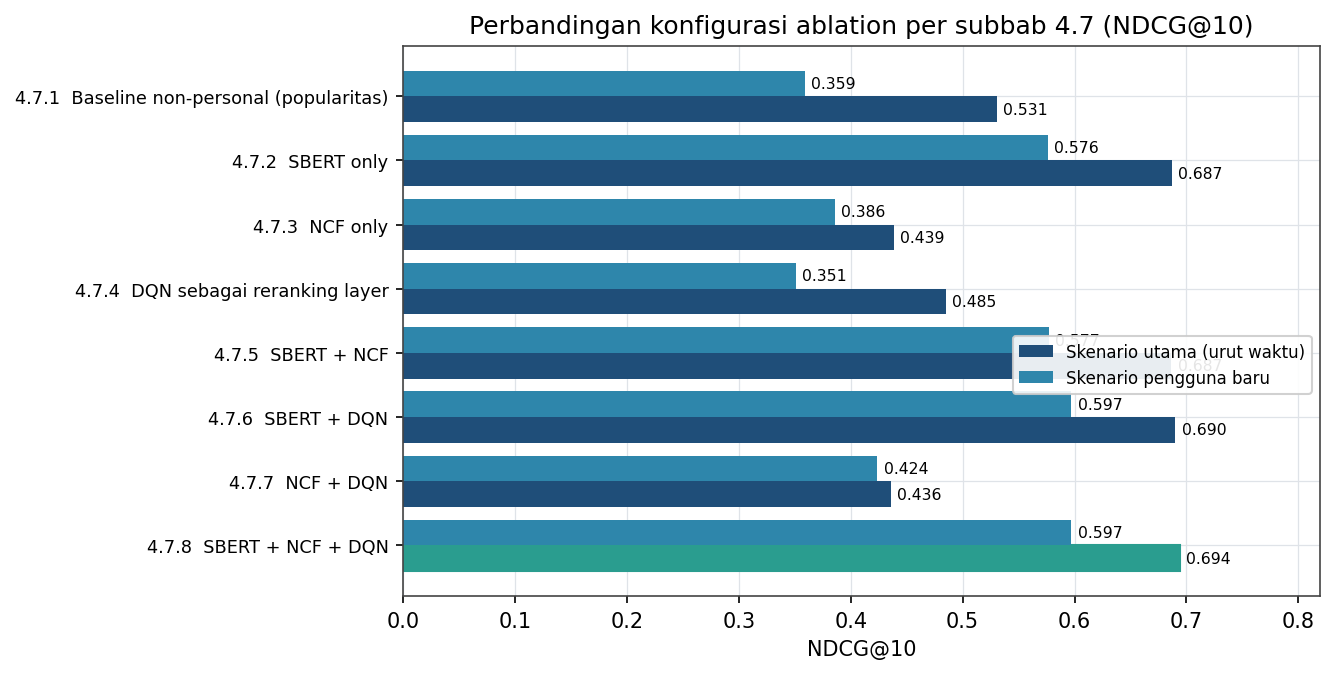 Perbandingan konfigurasi ablation per subbab 4.7 (NDCG@10)
4.7.1 Baseline non-personal (popularitas)
0.359
0.531
4.7.2 SBERT only
0.576
0.687
4.7.3 NCF only
0.386
0.439
4.7.4 DQN sebagai reranking layer
0.351
0.485
4.7.5 SBERT + NCF
0.577
0.687
Skenario utama (urut waktu)
Skenario pengguna baru
4.7.6 SBERT + DQN
0.597
0.690
4.7.7 NCF + DQN
0.424
0.436
4.7.8 SBERT + NCF + DQN
0.597
0.694
0.0 0.1 0.2 0.3 0.4 0.5 0.6 0.7 0.8
NDCG@10